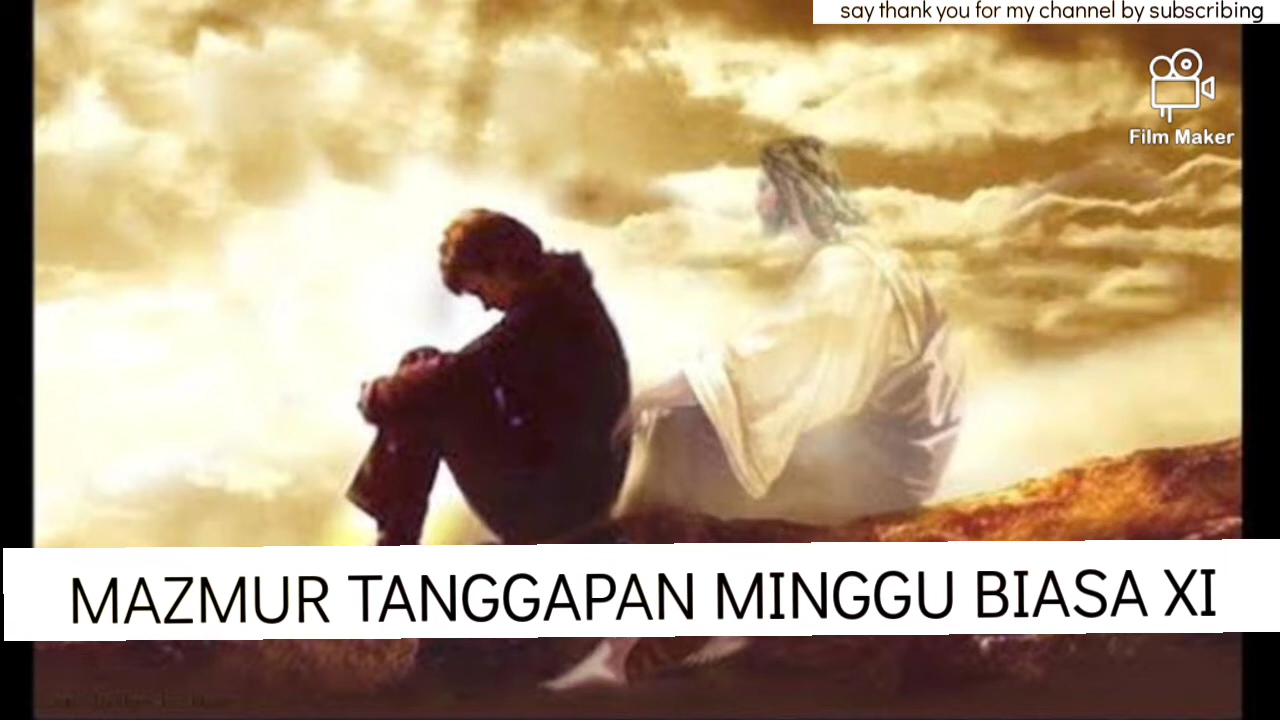 say thank you for my channel by subscribing
Film Maker
MAZMUR TANGGAPAN MINGGU BIASA XI